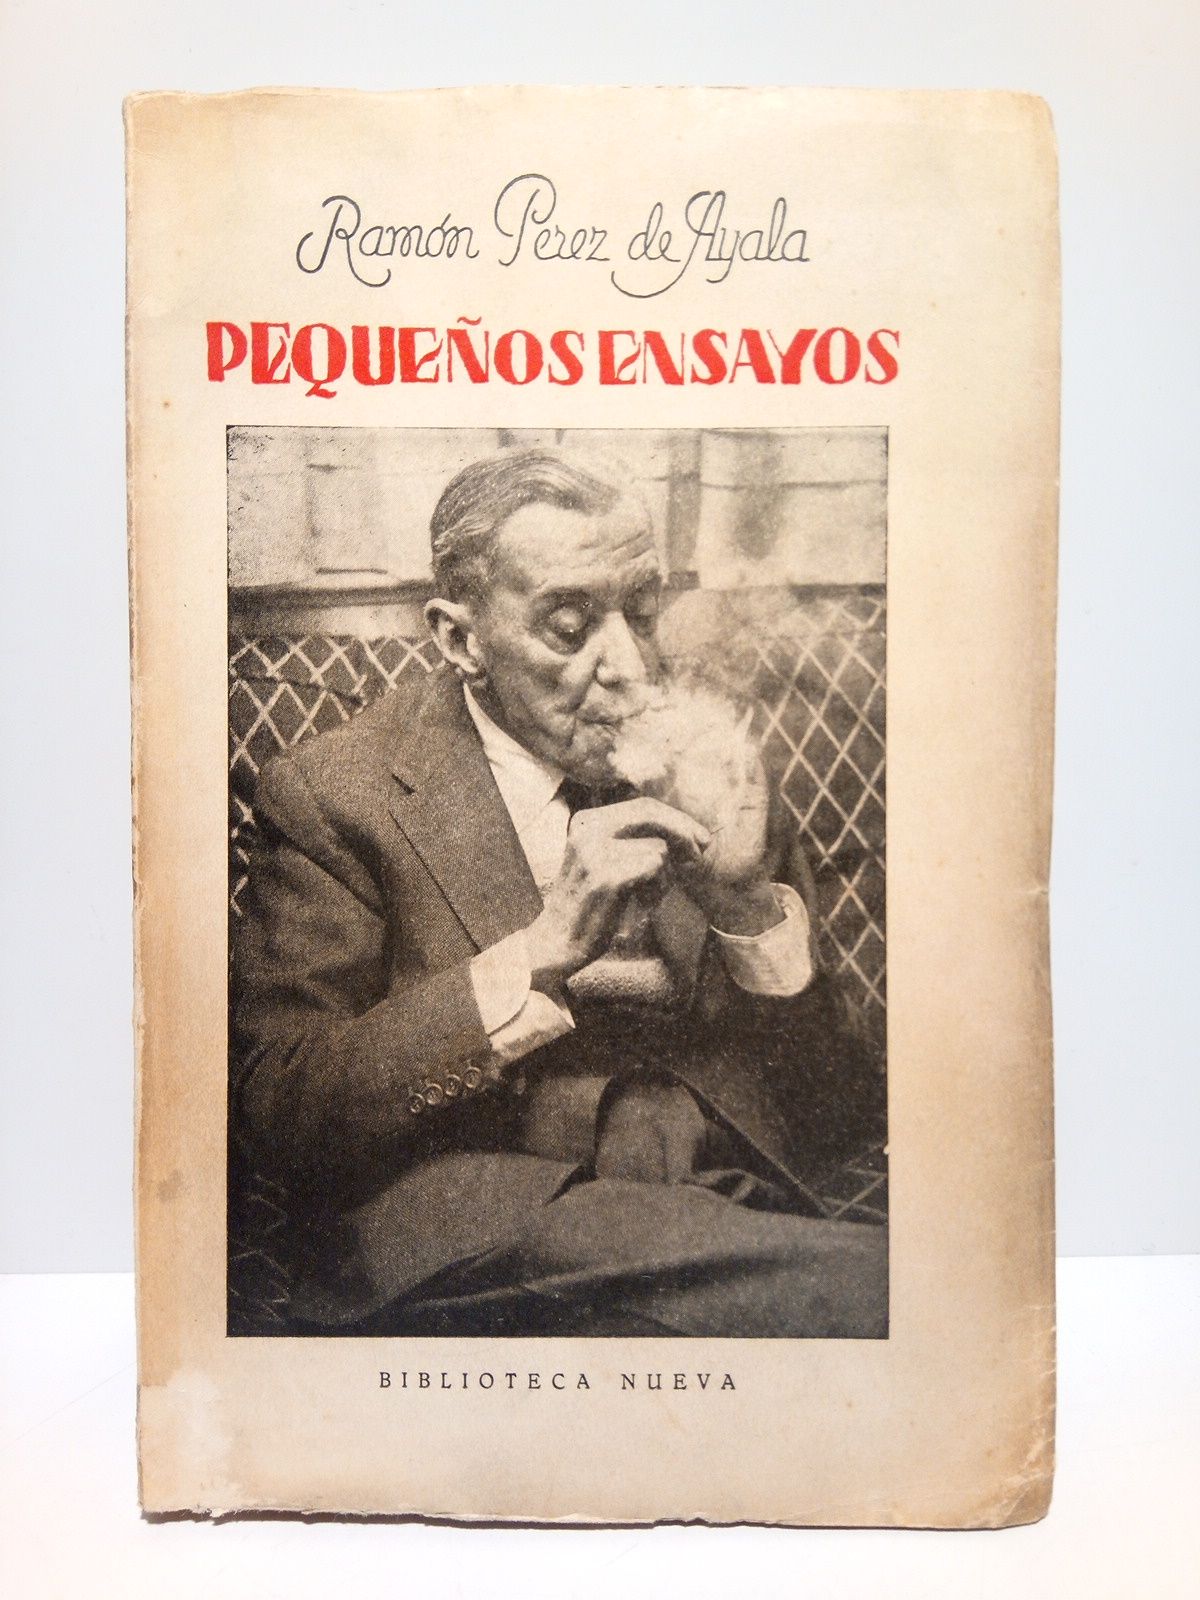 Ramón Perez de Ayala
PEQUEÑOS ENSAYOS
BIBLIOTECA NUEVA